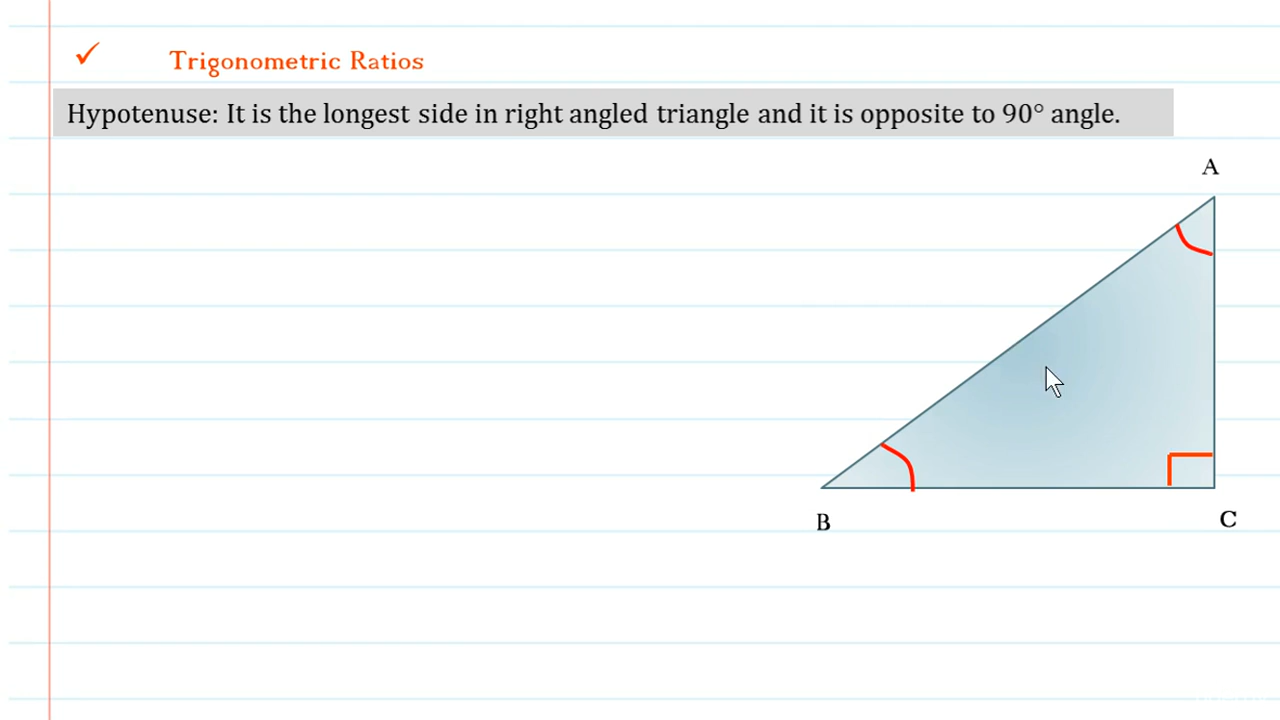 ✓ Trigonometric Ratios
Hypotenuse: It is the longest side in right angled triangle and it is opposite to 90° angle.
A
B
C